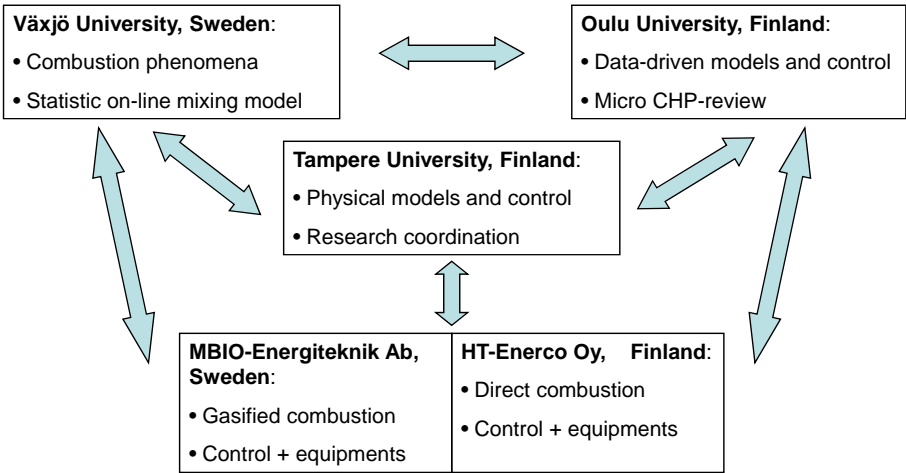 Växjö University, Sweden:
• Combustion phenomena
• Statistic on-line mixing model
Oulu University, Finland:
• Data-driven models and control
• Micro CHP-review
Tampere University, Finland:
• Physical models and control
• Research coordination
MBIO-Energiteknik Ab,
Sweden:
• Gasified combustion
• Control + equipments
HT-Enerco Oy, Finland:
• Direct combustion
• Control + equipments